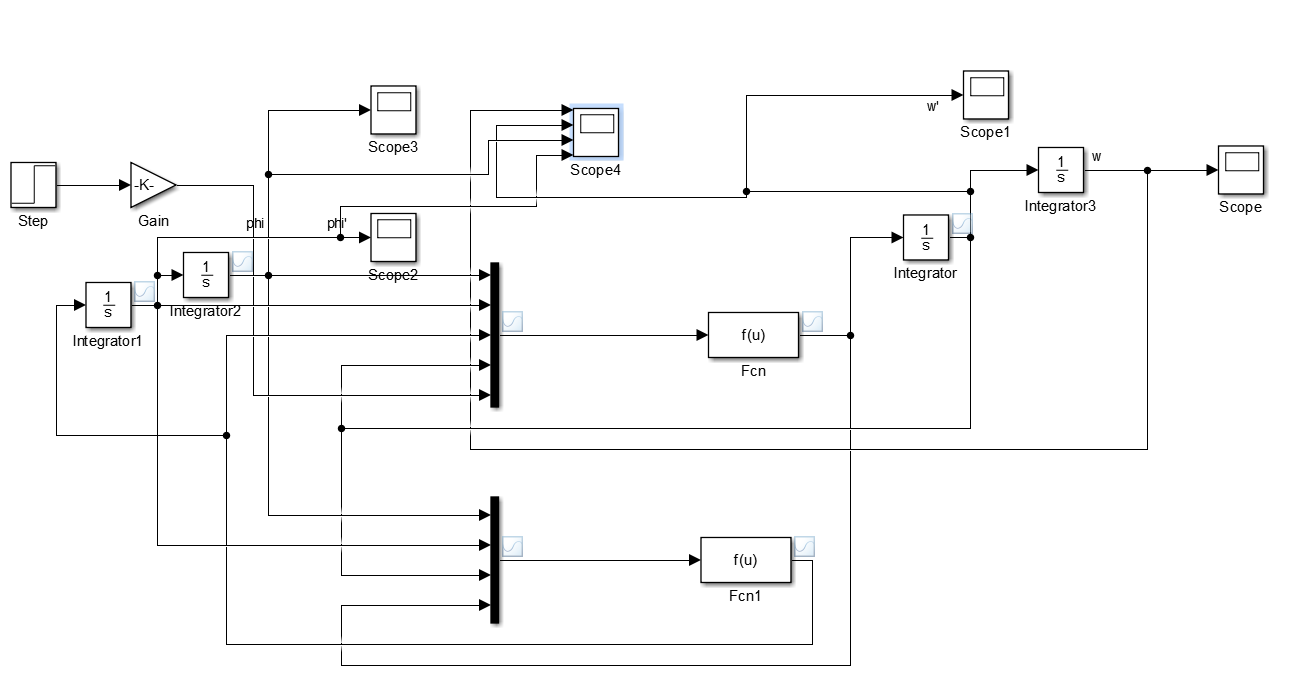 w'
Scope1
Scope3
Scope4
w
1
s
Integrator3
Scope
-K-
Step
Gain
phi
phi'
Scope2
1
s
Integrator
1
s
Integrator2
1
s
Integrator1
f(u)
Fcn
f(u)
Fcn1